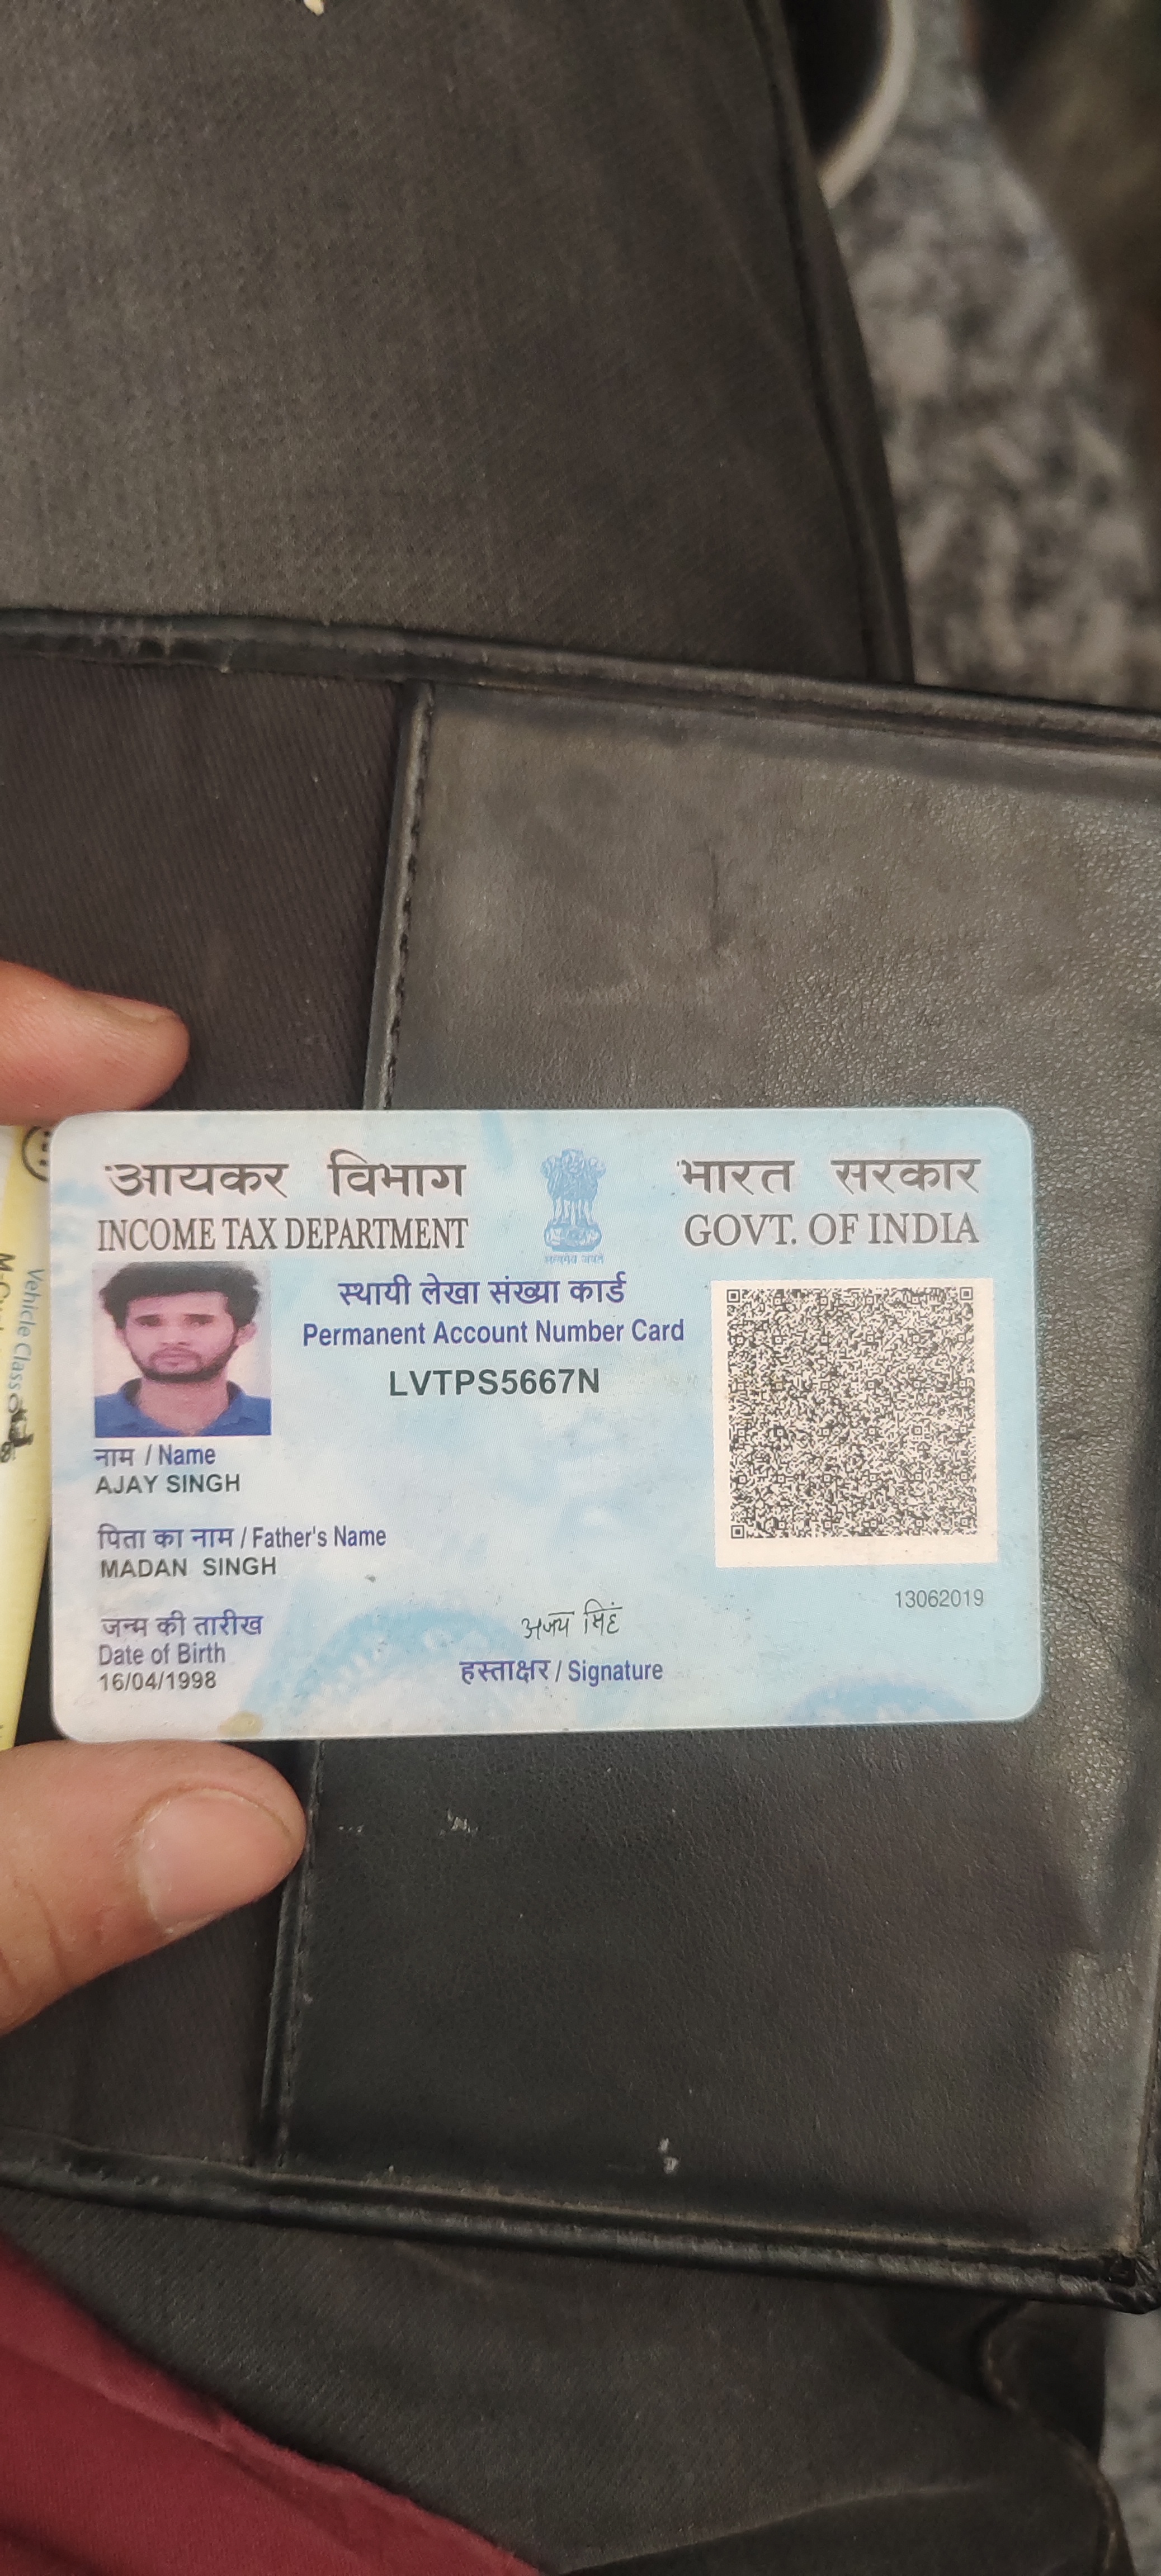 आयकर विभाग
INCOME TAX DEPARTMENT
भारत सरकार
GOVT. OF INDIA
सत्यमेव जयते
स्थायी लेखा संख्या कार्ड
Permanent Account Number Card
LVTPS5667N
नाम / Name
AJAY SINGH
पिता का नाम / Father's Name
MADAN SINGH
जन्म की तारीख
Date of Birth
16/04/1998
अजय सिंह
हस्ताक्षर / Signature
13062019
Vehicle Class